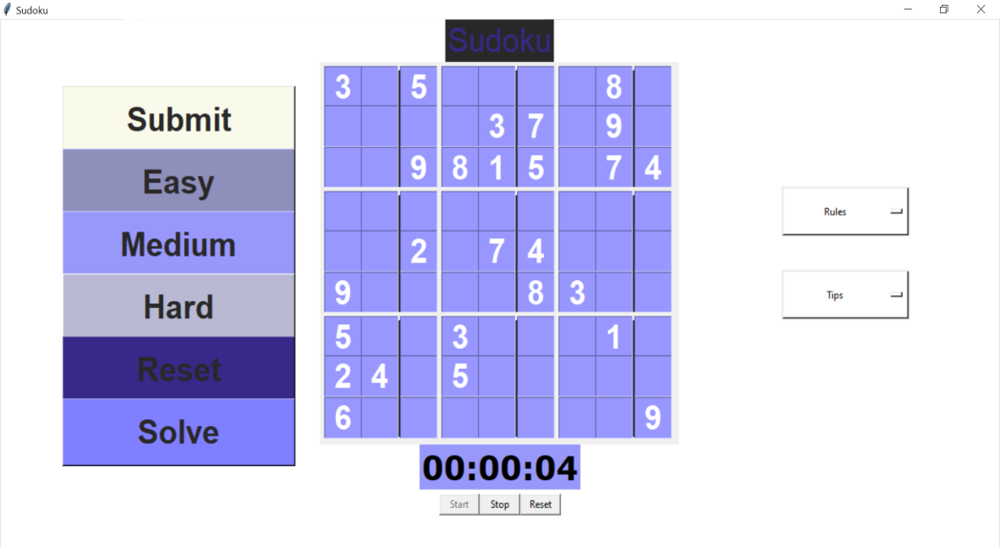 Sudoku
Sudoku
Submit
Easy
Medium
Hard
Reset
Solve
3 5 8
3 7 9
9 8 1 5 7 4
2 7 4
9 8 3
5 3 1
2 4 5
6 9
Rules
Tips
00:00:04
Start Stop Reset